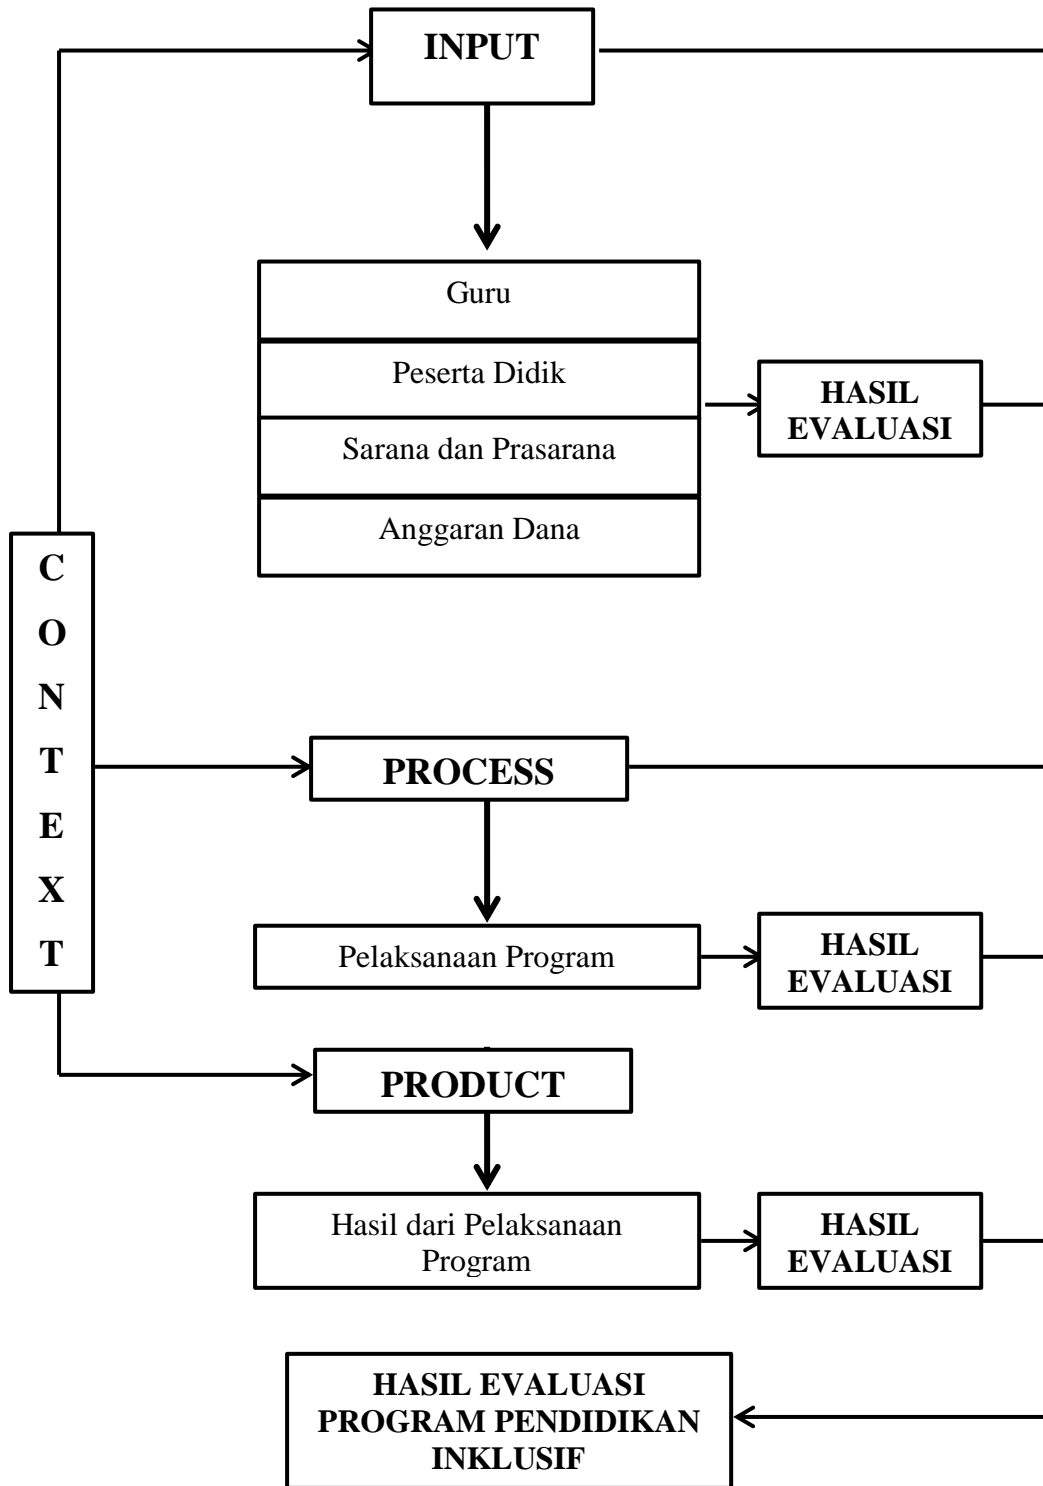 INPUT
Guru
Peserta Didik
Sarana dan Prasarana
Anggaran Dana
HASIL
EVALUASI
C
O
N
T
E
X
T
PROCESS
Pelaksanaan Program
HASIL
EVALUASI
PRODUCT
Hasil dari Pelaksanaan
Program
HASIL
EVALUASI
HASIL EVALUASI
PROGRAM PENDIDIKAN
INKLUSIF